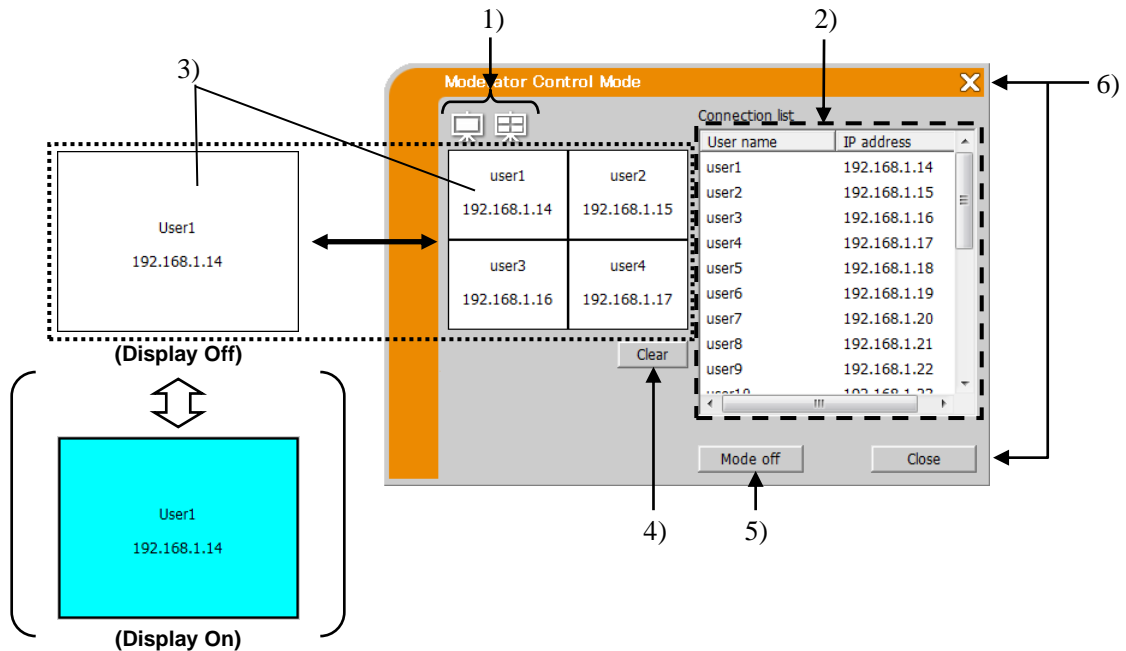 1)
2)
3)
6)
Moderator Control Mode
Connection list
User name IP address
user1 192.168.1.14
user2 192.168.1.15
user3 192.168.1.16
user4 192.168.1.17
user5 192.168.1.18
user6 192.168.1.19
user7 192.168.1.20
user8 192.168.1.21
user9 192.168.1.22
user10 192.168.1.23
user1
192.168.1.14
user2
192.168.1.15
user3
192.168.1.16
user4
192.168.1.17
User1
192.168.1.14
(Display Off)
Clear
Mode off
Close
4)
5)
User1
192.168.1.14
(Display On)